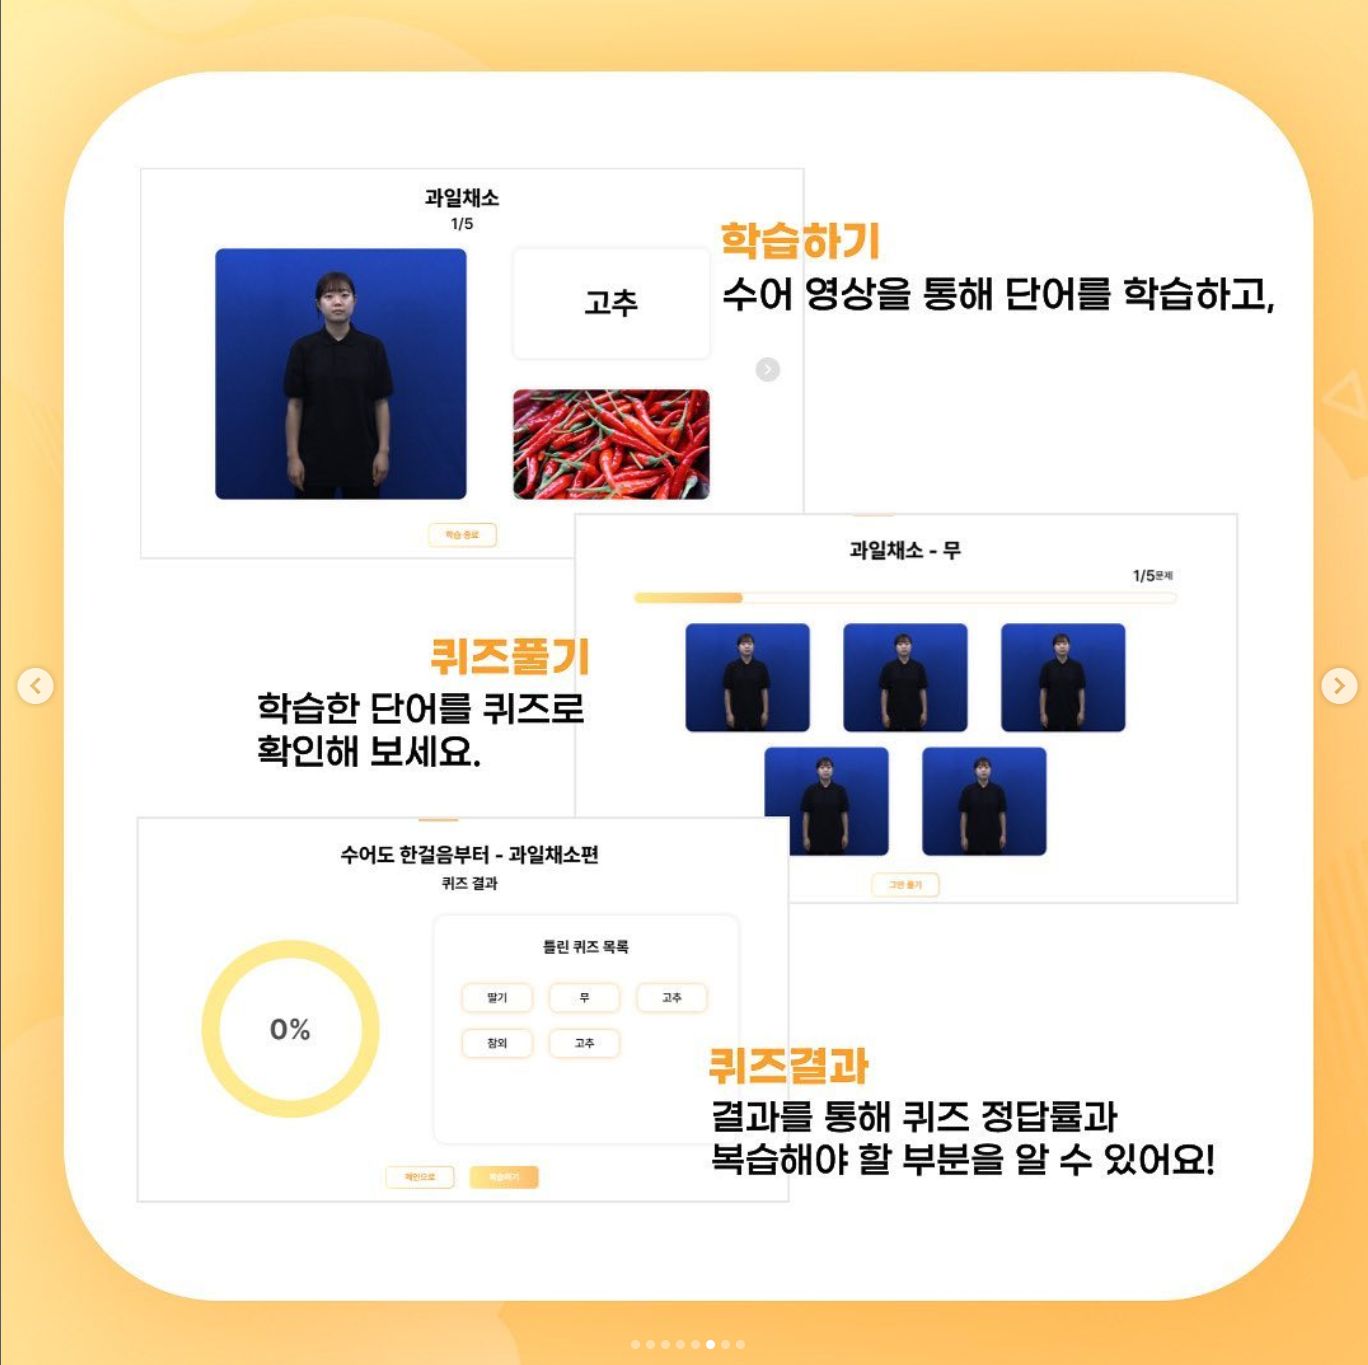 과일채소
1/5
고추
학습하기
수어 영상을 통해 단어를 학습하고,
학습 종료
과일채소 - 무
1/5문제
그만 풀기
퀴즈풀기
학습한 단어를 퀴즈로
확인해 보세요.
수어도 한걸음부터 - 과일채소편
퀴즈 결과
0%
틀린 퀴즈 목록
딸기 무 고추
참외 고추
메인으로 복습하기
퀴즈결과
결과를 통해 퀴즈 정답률과
복습해야 할 부분을 알 수 있어요!